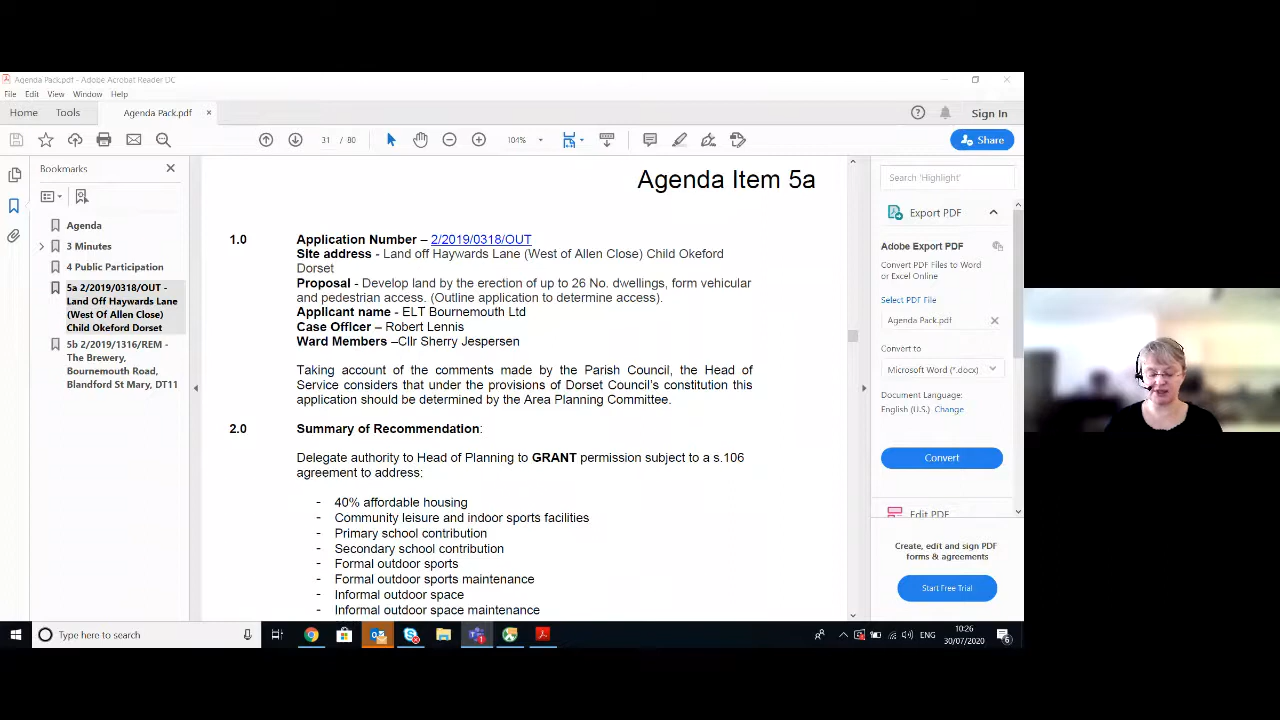 Agenda Pack.pdf - Adobe Acrobat Reader DC
File Edit View Window Help
Home Tools Agenda Pack.pdf × Sign In
31 / 80 104% Share
Bookmarks
Agenda
3 Minutes
4 Public Participation
5a 2/2019/0318/OUT -
Land Off Haywards Lane
(West Of Allen Close)
Child Okeford Dorset
5b 2/2019/1316/REM -
The Brewery,
Bournemouth Road,
Blandford St Mary, DT11
Agenda Item 5a
1.0 Application Number – 2/2019/0318/OUT
Site address - Land off Haywards Lane (West of Allen Close) Child Okeford
Dorset
Proposal - Develop land by the erection of up to 26 No. dwellings, form vehicular
and pedestrian access. (Outline application to determine access).
Applicant name - ELT Bournemouth Ltd
Case Officer – Robert Lennis
Ward Members –Cllr Sherry Jespersen
Taking account of the comments made by the Parish Council, the Head of
Service considers that under the provisions of Dorset Council's constitution this
application should be determined by the Area Planning Committee.
2.0 Summary of Recommendation:
Delegate authority to Head of Planning to GRANT permission subject to a s.106
agreement to address:
- 40% affordable housing
- Community leisure and indoor sports facilities
- Primary school contribution
- Secondary school contribution
- Formal outdoor sports
- Formal outdoor sports maintenance
- Informal outdoor space
- Informal outdoor space maintenance
Search 'Highlight'
Export PDF
Adobe Export PDF
Convert PDF Files to Word
or Excel Online
Select PDF File
Agenda Pack.pdf
Convert to
Microsoft Word (*.docx)
Document Language:
English (U.S.) Change
Convert
Edit PDF
Create, edit and sign PDF
forms & agreements
Start Free Trial
Type here to search
ENG
10:26
30/07/2020
6